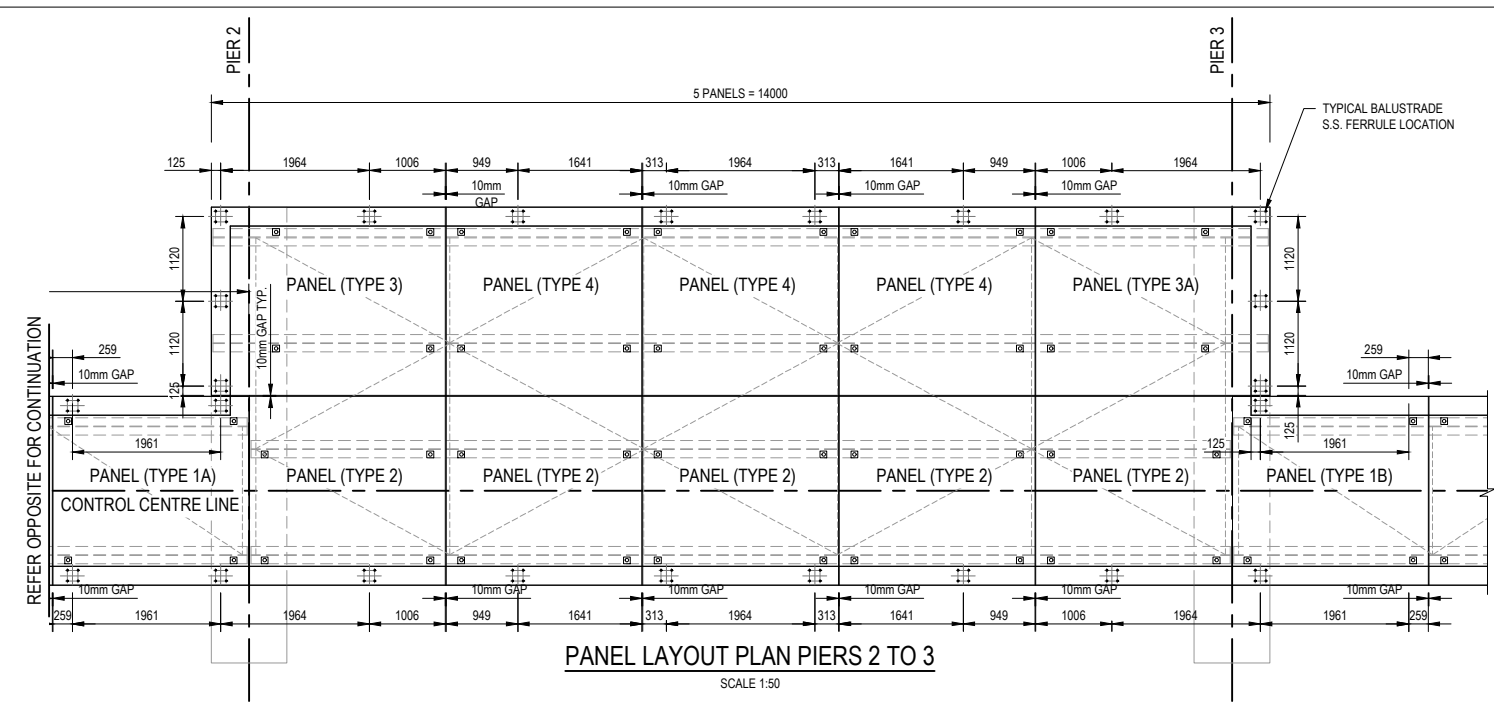 PIER 2
PIER 3
5 PANELS = 14000
TYPICAL BALUSTRADE
S.S. FERRULE LOCATION
125 1964 1006 949 1641 313 1964 313 1641 949 1006 1964
10mm
GAP
10mm GAP
10mm GAP
10mm GAP
1120
1120
125
1120
1120
125
10mm GAP TYP.
PANEL (TYPE 3) PANEL (TYPE 4) PANEL (TYPE 4) PANEL (TYPE 4) PANEL (TYPE 3A)
REFER OPPOSITE FOR CONTINUATION
259
10mm GAP
259
10mm GAP
1961
125 1961
PANEL (TYPE 1A) PANEL (TYPE 2) PANEL (TYPE 2) PANEL (TYPE 2) PANEL (TYPE 2) PANEL (TYPE 2) PANEL (TYPE 1B)
CONTROL CENTRE LINE
10mm GAP 10mm GAP 10mm GAP 10mm GAP 10mm GAP 10mm GAP
259 1961 1964 1006 949 1641 313 1964 313 1641 949 1006 1964 1961 259
PANEL LAYOUT PLAN PIERS 2 TO 3
SCALE 1:50